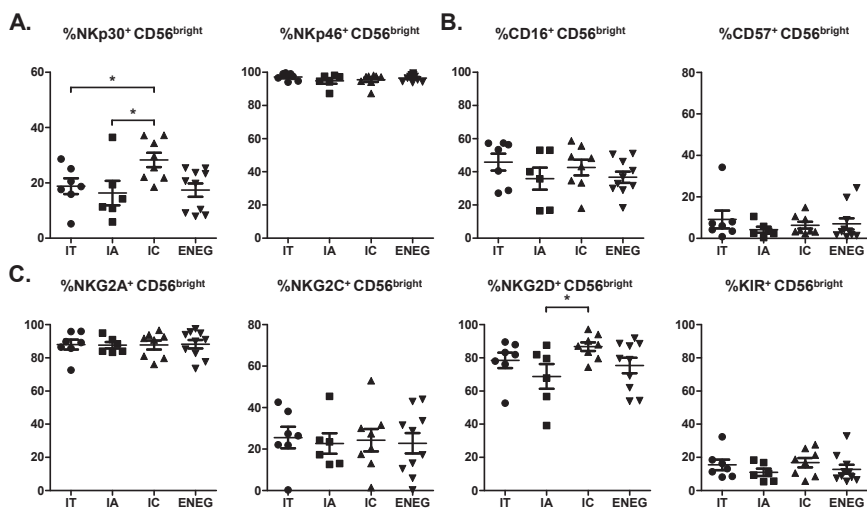 A.
%NKp30+ CD56bright
60
40
20
0
*
*
IT IA IC ENEG
%NKp46+ CD56bright
100
80
60
40
20
0
IT IA IC ENEG
B.
%CD16+ CD56bright
100
80
60
40
20
0
IT IA IC ENEG
%CD57+ CD56bright
80
60
40
20
0
IT IA IC ENEG
C.
%NKG2A+ CD56bright
100
80
60
40
20
0
IT IA IC ENEG
%NKG2C+ CD56bright
80
60
40
20
0
IT IA IC ENEG
%NKG2D+ CD56bright
100
80
60
40
20
0
*
IT IA IC ENEG
%KIR+ CD56bright
100
80
60
40
20
0
IT IA IC ENEG